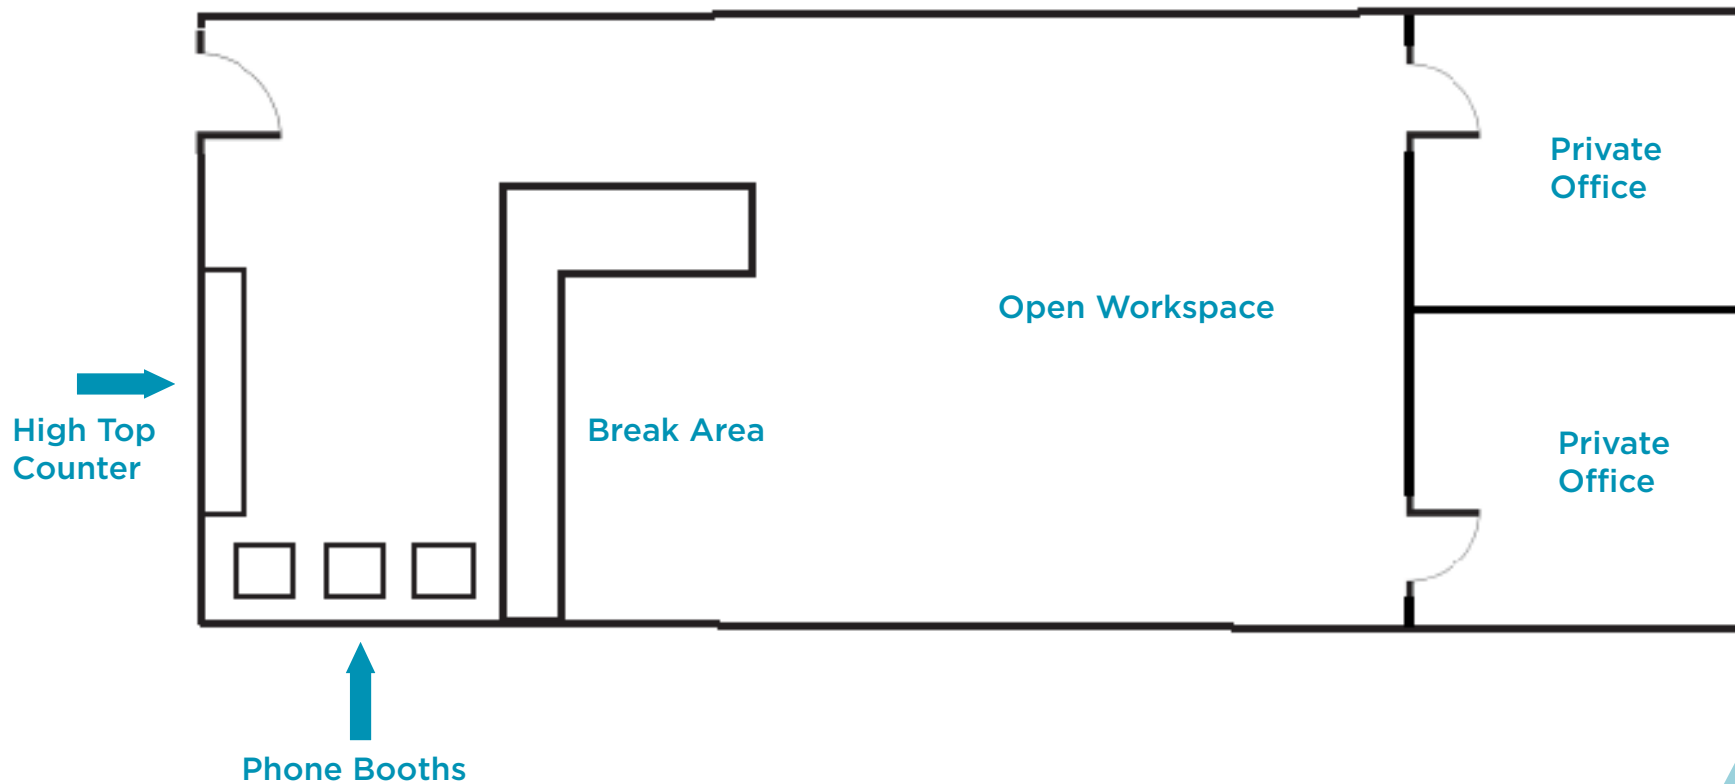 Private
Office
Open Workspace
High Top
Counter
Break Area
Private
Office
Phone Booths